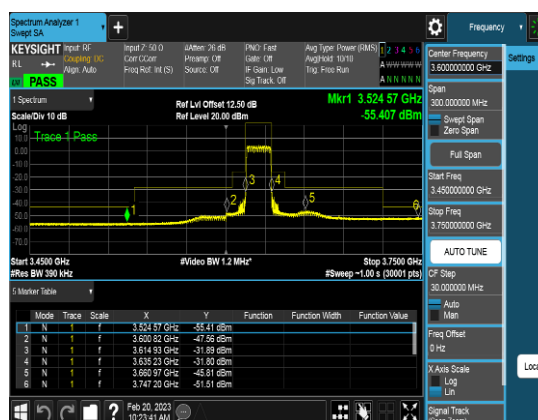 Spectrum Analyzer 1
Swept SA
Frequency
KEYSIGHT
Input: RF
Input Z: 50 Ω
#Atten: 26 dB
PNO: Fast
Avg Type: Power (RMS)
1 2 3 4 5 6
RL
Coupling: DC
Corr CCorr
Preamp: Off
Gate: Off
Avg|Hold: 10/10
A W W W W W
Align: Auto
Freq Ref: Int (S)
Source: Off
IF Gain: Low
Trig: Free Run
Sig Track: Off
A N N N N N
PASS
1 Spectrum
Ref Lvl Offset 12.50 dB
Mkr1 3.524 57 GHz
Scale/Div 10 dB
Ref Level 20.00 dBm
-55.407 dBm
Log
Trace 1 Pass
10.0
0.00
-10.0
-20.0
-30.0
-40.0
-50.0
-60.0
-70.0
1
2
3
4
5
6
Start 3.4500 GHz
#Video BW 1.2 MHz*
Stop 3.7500 GHz
#Res BW 390 kHz
#Sweep ~1.00 s (30001 pts)
5 Marker Table
Mode Trace Scale X Y Function Function Width Function Value
1 N 1 f 3.524 57 GHz -55.41 dBm
2 N 1 f 3.600 82 GHz -47.56 dBm
3 N 1 f 3.614 93 GHz -31.89 dBm
4 N 1 f 3.635 23 GHz -31.80 dBm
5 N 1 f 3.660 97 GHz -45.81 dBm
6 N 1 f 3.747 20 GHz -51.51 dBm
Feb 20, 2023
10:23:41 AM
Center Frequency
3.600000000 GHz
Settings
Span
300.000000 MHz
Swept Span
Zero Span
Full Span
Start Freq
3.450000000 GHz
Stop Freq
3.750000000 GHz
AUTO TUNE
CF Step
30.000000 MHz
Auto
Man
Freq Offset
0 Hz
X Axis Scale
Log
Lin
Loca
Signal Track